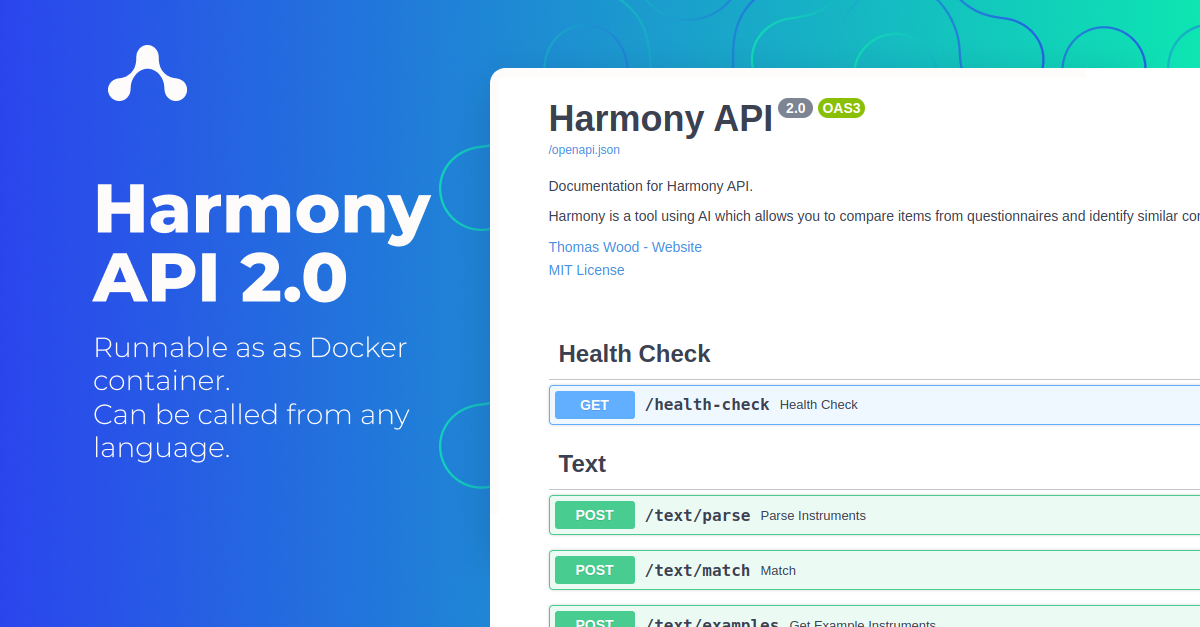 Harmony
API 2.0
Runnable as as Docker
container.
Can be called from any
language.
Harmony API 2.0 OAS3
/openapi.json
Documentation for Harmony API.
Harmony is a tool using AI which allows you to compare items from questionnaires and identify similar
Thomas Wood - Website
MIT License
Health Check
GET /health-check Health Check
Text
POST /text/parse Parse Instruments
POST /text/match Match
POST /text/examples Get Example Instruments